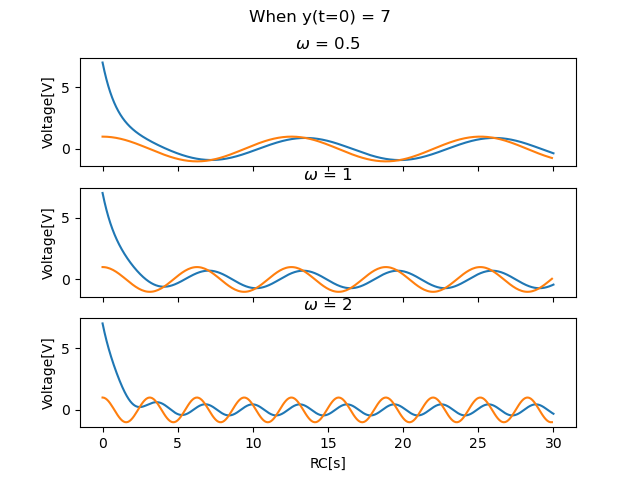 When y(t=0) = 7
ω = 0.5
Voltage[V]
5
0
ω = 1
Voltage[V]
5
0
ω = 2
Voltage[V]
5
0
0 5 10 15 20 25 30
RC[s]